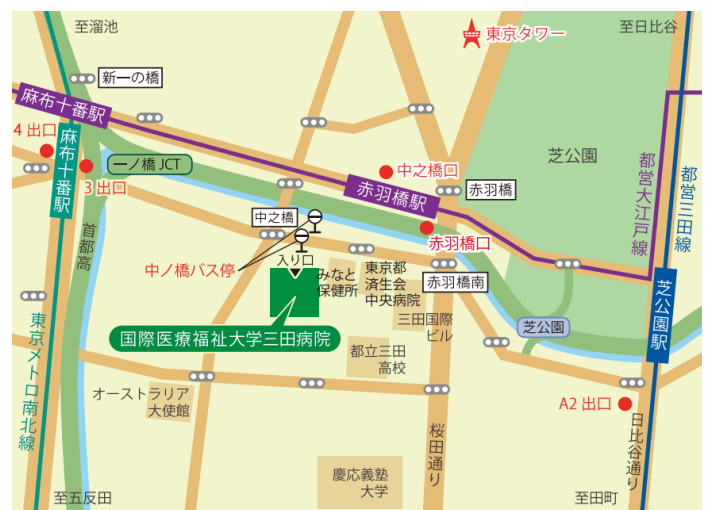 至溜池
東京タワー
至日比谷
新一の橋
麻布十番駅
4出口
麻布十番駅
一ノ橋JCT
3出口
中之橋口
芝公園
都営大江戸線
都営三田線
赤羽橋駅
赤羽橋
中之橋
首都高
赤羽橋口
中ノ橋バス停
入り口
みなと
保健所
東京都
済生会
中央病院
赤羽橋南
芝公園駅
国際医療福祉大学三田病院
三田国際
ビル
芝公園
東京メトロ南北線
都立三田
高校
オーストラリア
大使館
A2出口
桜田通り
日比谷通り
慶応義塾
大学
至五反田
至田町